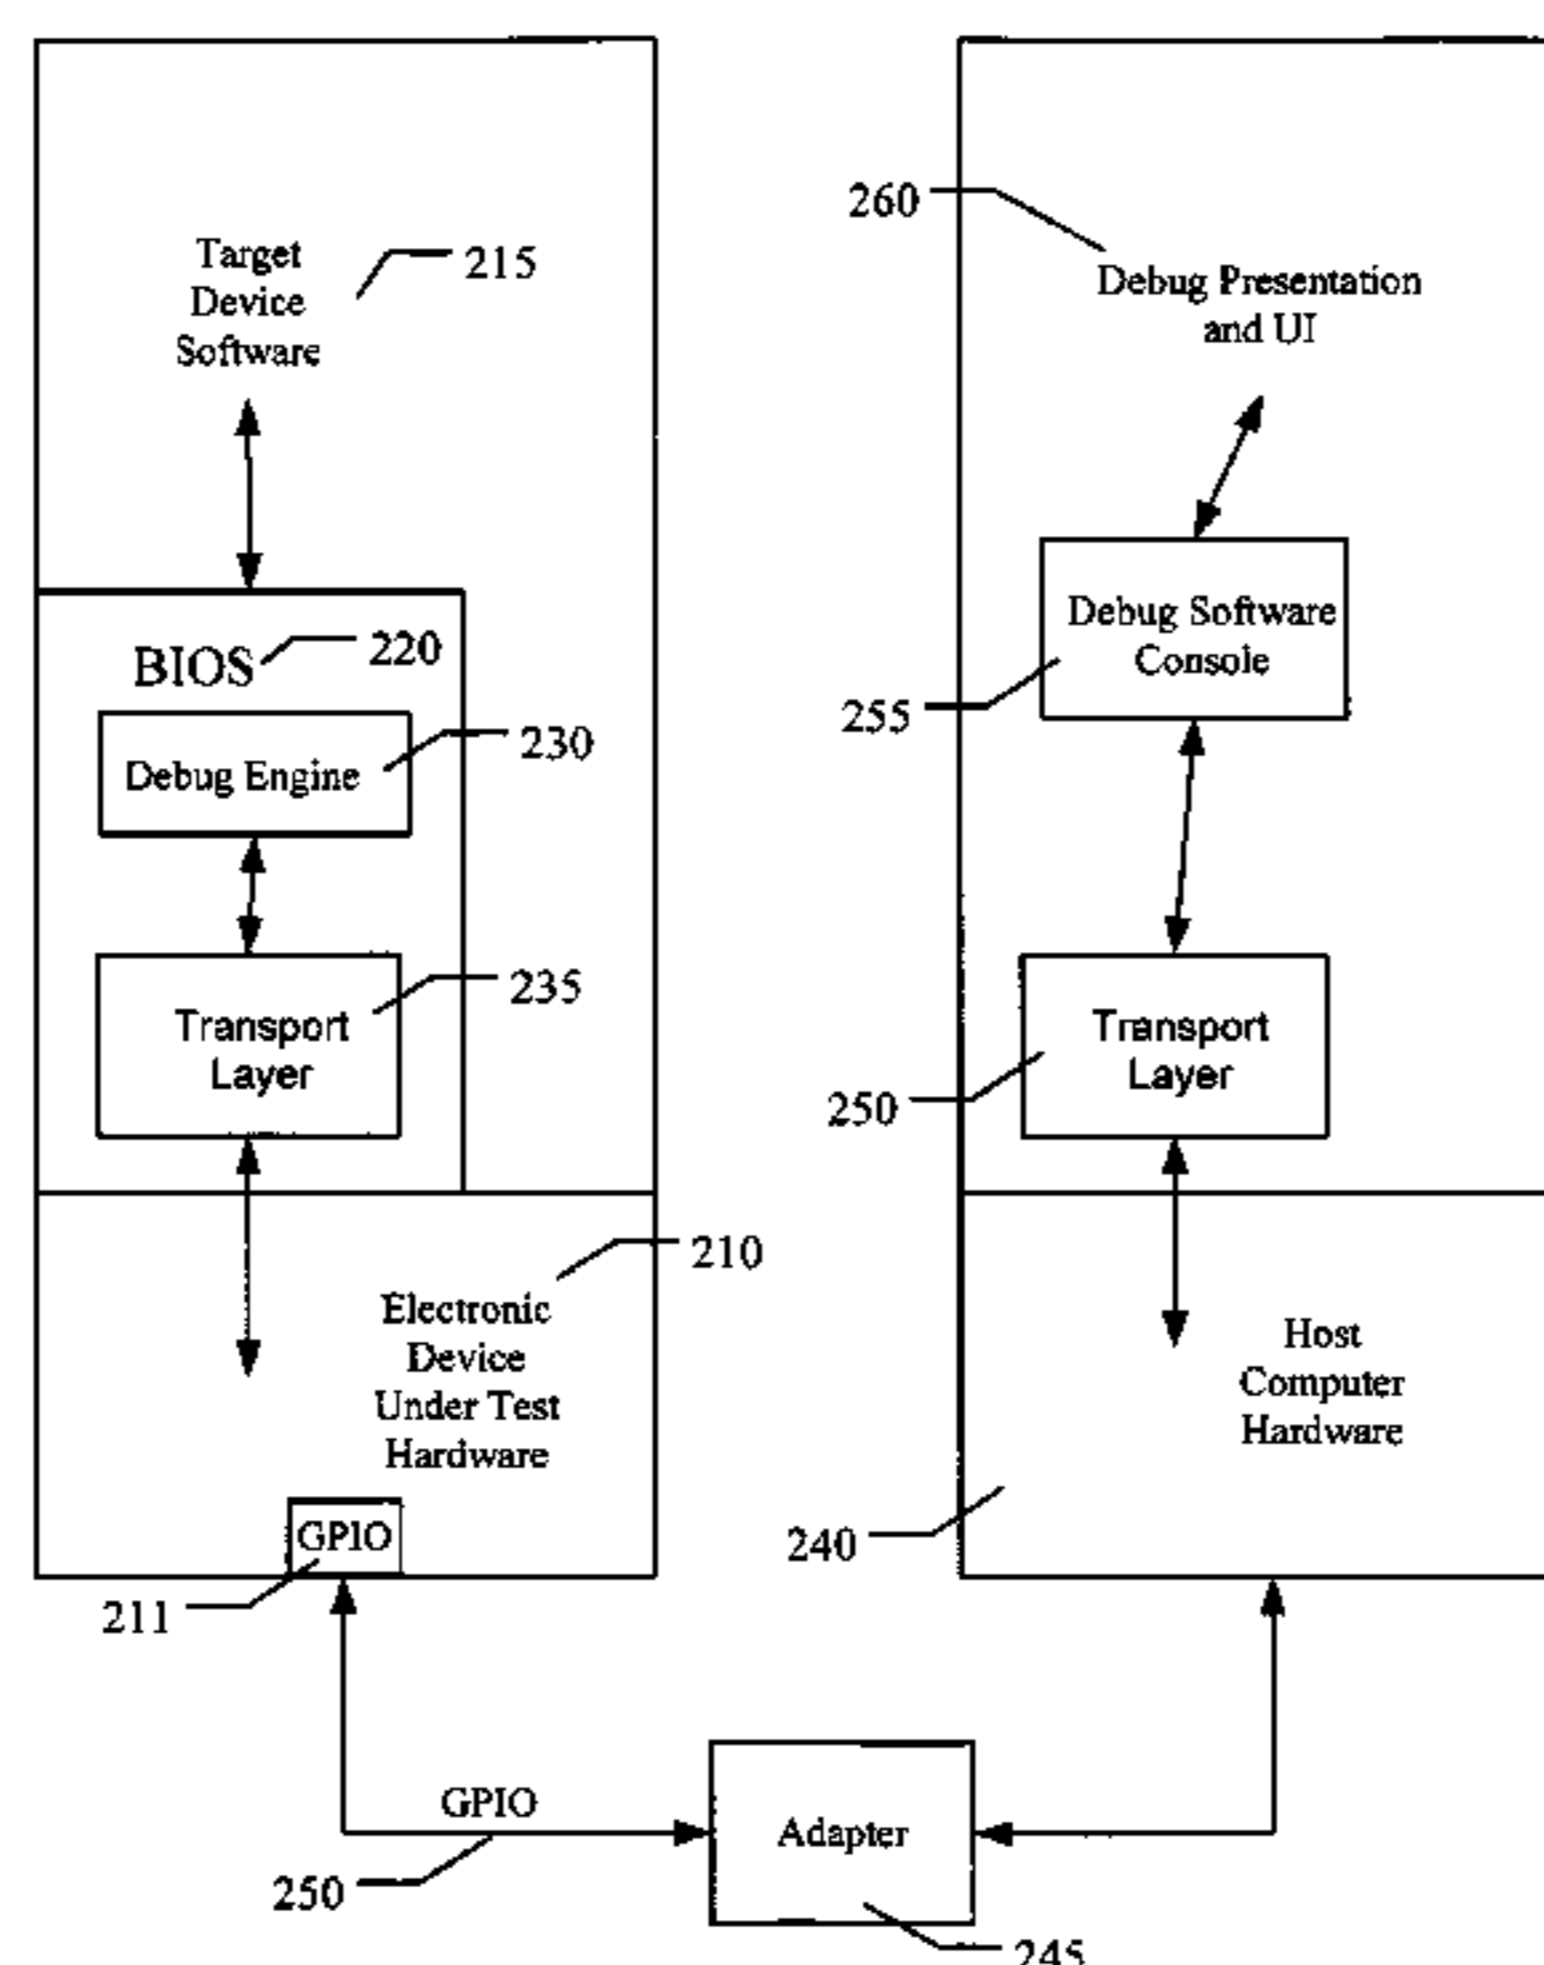 260
Target
Device
Software
215
Debug Presentation
and UI
BIOS
220
Debug Software
Console
255
Debug Engine
230
Transport
Layer
235
Transport
Layer
250
210
Electronic
Device
Under Test
Hardware
Host
Computer
Hardware
240
GPIO
211
GPIO
250
Adapter
245